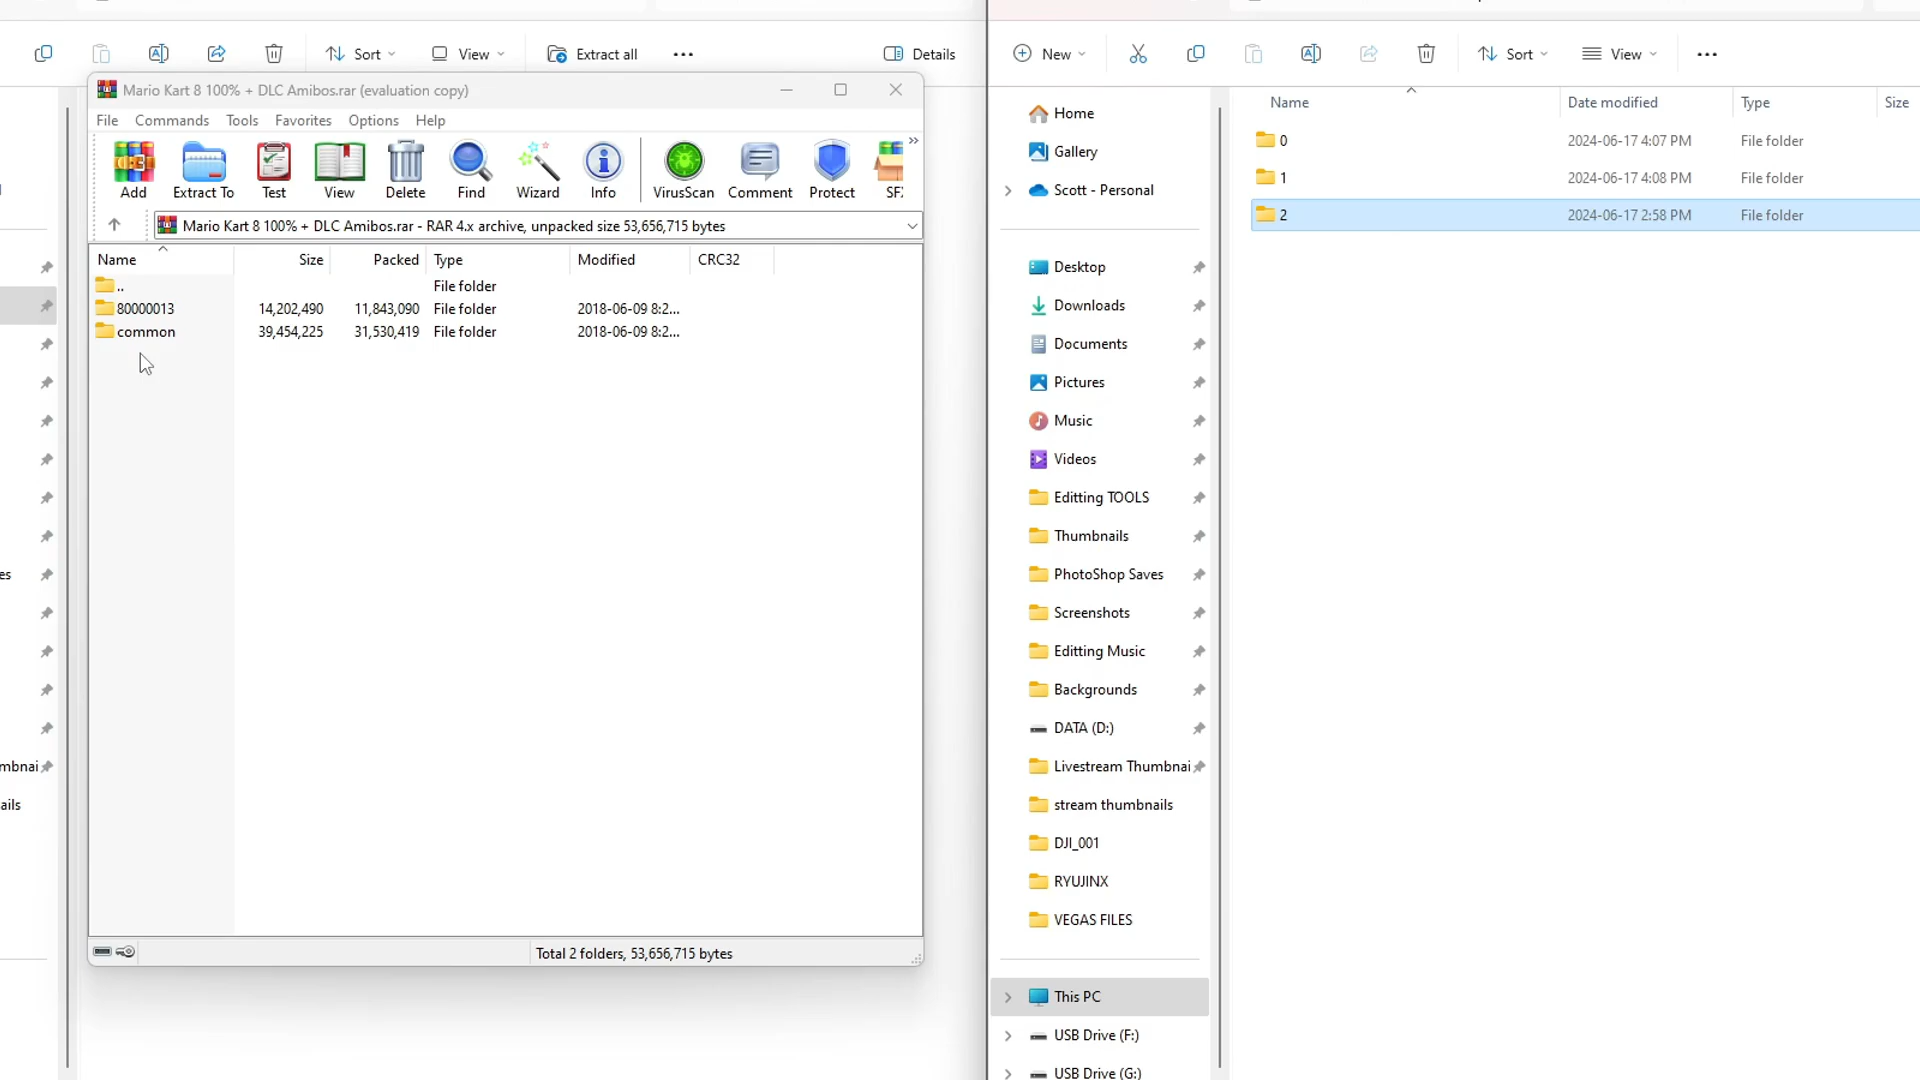 Sort
View
Extract all
Details
Mario Kart 8 100% + DLC Amibos.rar (evaluation copy)
File Commands Tools Favorites Options Help
Add Extract To Test View Delete Find Wizard Info VirusScan Comment Protect SFX
Mario Kart 8 100% + DLC Amibos.rar - RAR 4.x archive, unpacked size 53,656,715 bytes
Name Size Packed Type Modified CRC32
.. File folder
80000013 14,202,490 11,843,090 File folder 2018-06-09 8:2...
common 39,454,225 31,530,419 File folder 2018-06-09 8:2...
Total 2 folders, 53,656,715 bytes
es
mbnai
ails
New
Sort
View
Home
Gallery
Scott - Personal
Desktop
Downloads
Documents
Pictures
Music
Videos
Editting TOOLS
Thumbnails
PhotoShop Saves
Screenshots
Editting Music
Backgrounds
DATA (D:)
Livestream Thumbnai
stream thumbnails
DJI_001
RYUJINX
VEGAS FILES
This PC
USB Drive (F:)
USB Drive (G:)
Name Date modified Type Size
0 2024-06-17 4:07 PM File folder
1 2024-06-17 4:08 PM File folder
2 2024-06-17 2:58 PM File folder